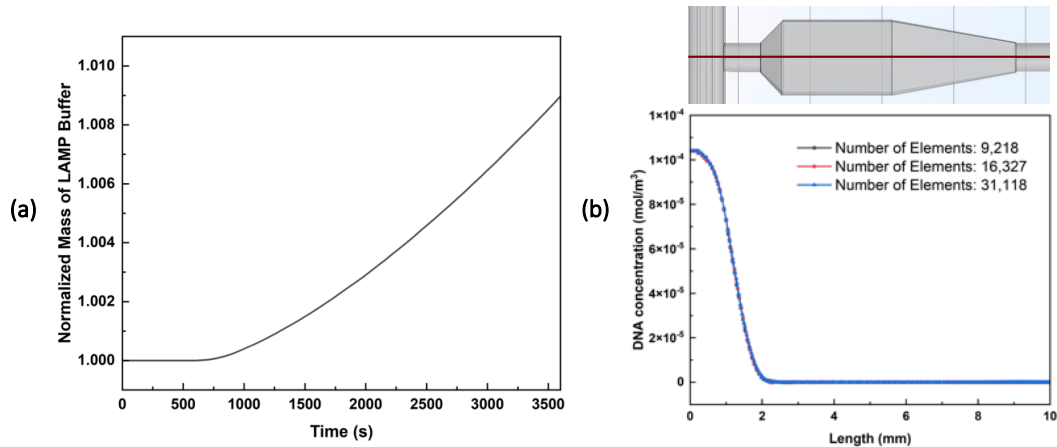 (a)
Normalized Mass of LAMP Buffer
1.010
1.008
1.006
1.004
1.002
1.000
0 500 1000 1500 2000 2500 3000 3500
Time (s)
(b)
DNA concentration (mol/m³)
1×10⁻⁴
1×10⁻⁴
8×10⁻⁵
6×10⁻⁵
4×10⁻⁵
2×10⁻⁵
0
Number of Elements: 9,218
Number of Elements: 16,327
Number of Elements: 31,118
0 2 4 6 8 10
Length (mm)